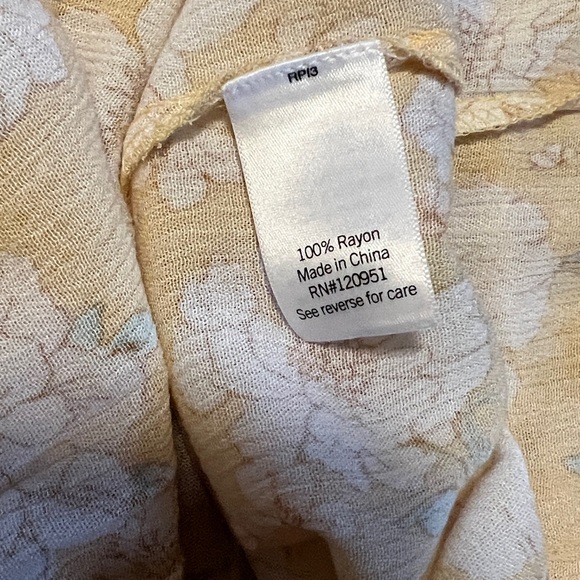 RPI3
100% Rayon
Made in China
RN#120951
See reverse for care